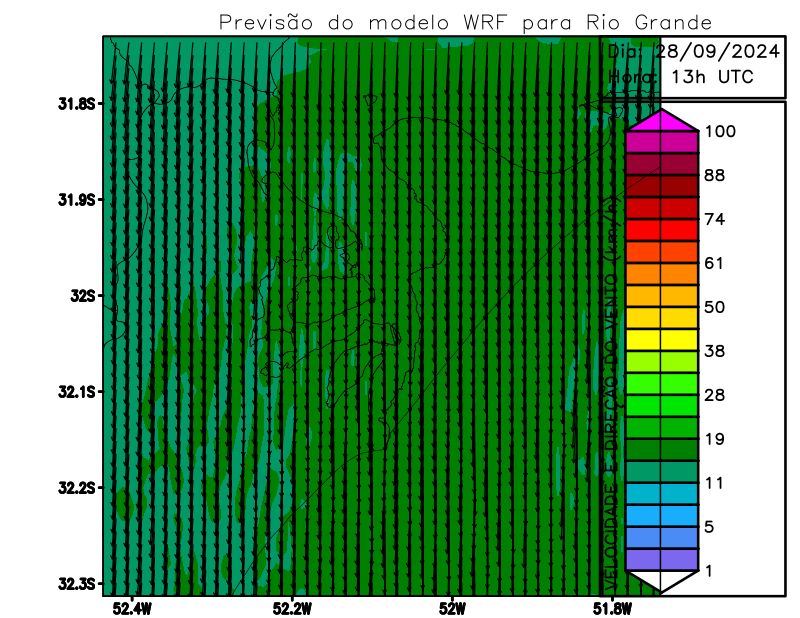 Previsão do modelo WRF para Rio Grande
Dia: 28/09/2024
Hora: 13h UTC
31.8S
31.9S
32S
32.1S
32.2S
32.3S
52.4W
52.2W
52W
51.8W
VELOCIDADE E DIREÇÃO DO VENTO (km/h)
100
88
74
61
50
38
28
19
11
5
1